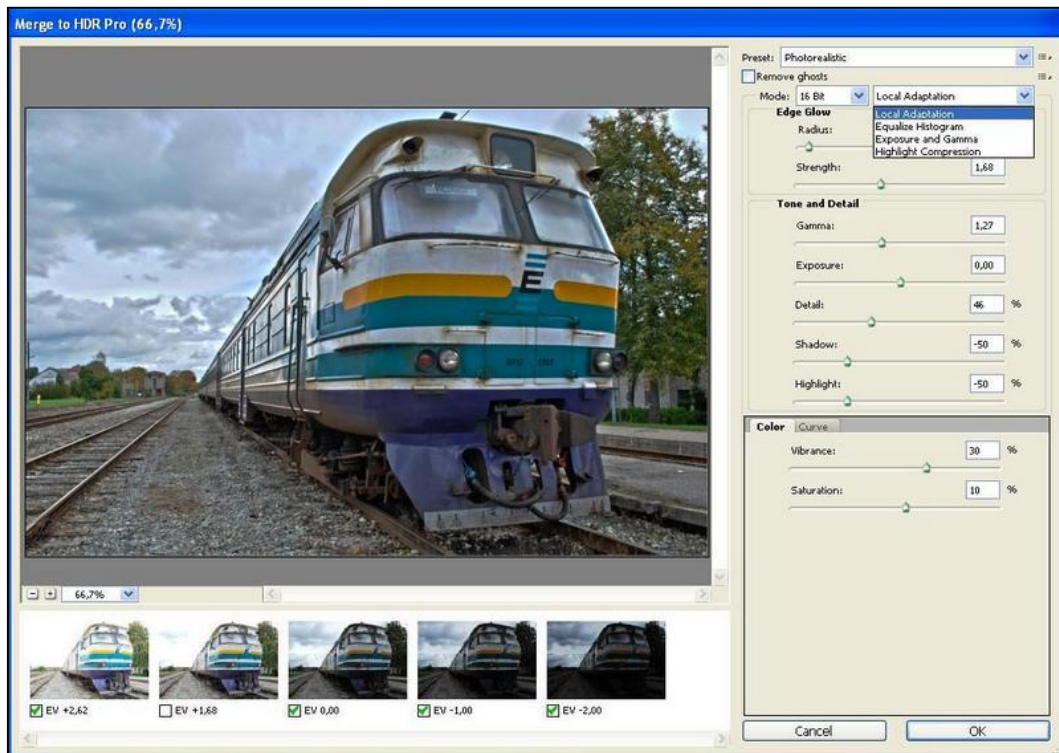 Merge to HDR Pro (66,7%)
Preset: Photorealistic
Remove ghosts
Mode: 16 Bit Local Adaptation
Local Adaptation
Equalize Histogram
Exposure and Gamma
Highlight Compression
Edge Glow
Radius:
Strength: 1,68
Tone and Detail
Gamma: 1,27
Exposure: 0,00
Detail: 46 %
Shadow: -50 %
Highlight: -50 %
Color Curve
Vibrance: 30 %
Saturation: 10 %
E
66,7%
EV +2,62 EV +1,68 EV 0,00 EV -1,00 EV -2,00
Cancel OK